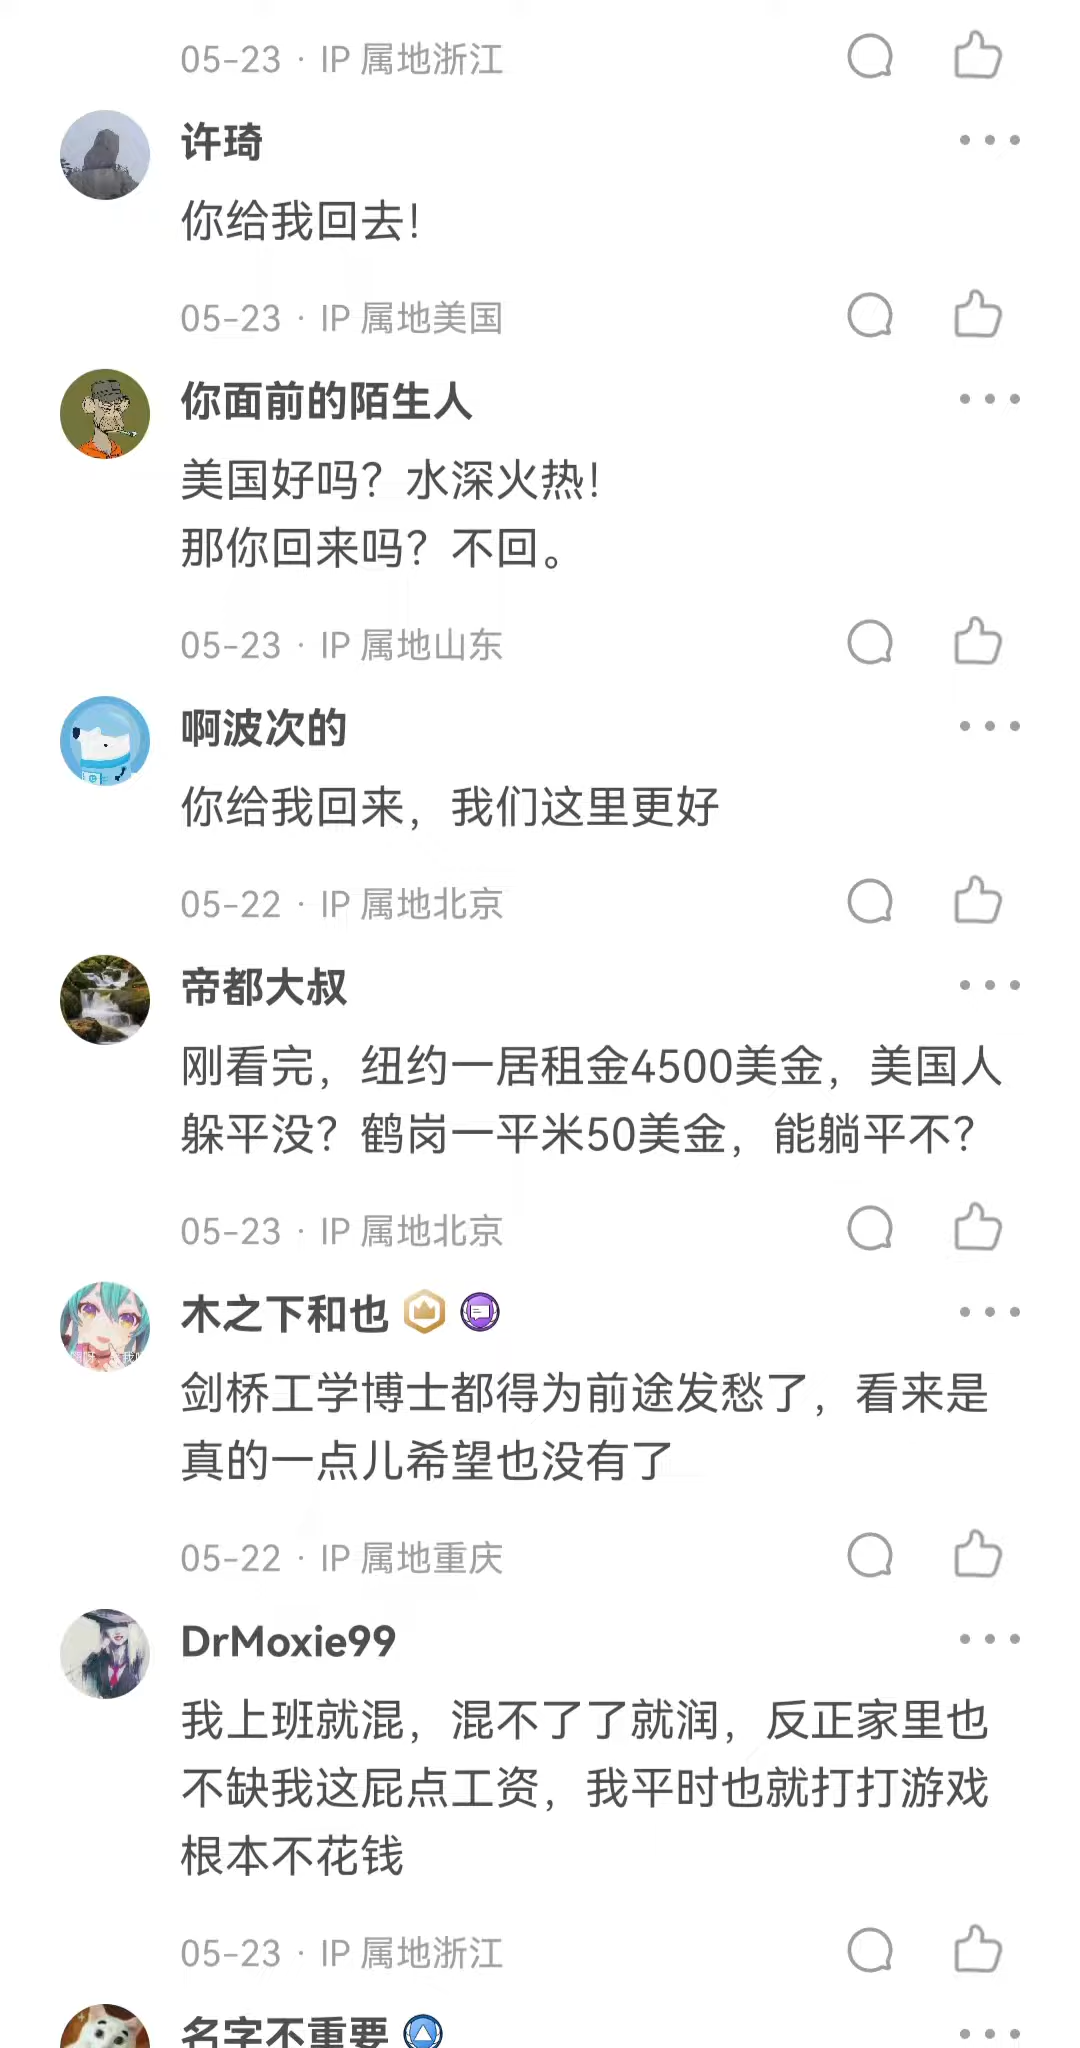 05-23 · IP 属地浙江
许琦
你给我回去！
05-23 · IP 属地美国
你面前的陌生人
美国好吗？水深火热！
那你回来吗？不回。
05-23 · IP 属地山东
啊波次的
你给我回来，我们这里更好
05-22 · IP 属地北京
帝都大叔
刚看完，纽约一居租金4500美金，美国人
躲平没？鹤岗一平米50美金，能躺平不？
05-23 · IP 属地北京
木之下和也
剑桥工学博士都得为前途发愁了，看来是
真的一点儿希望也没有了
05-22 · IP 属地重庆
DrMoxie99
我上班就混，混不了了就润，反正家里也
不缺我这屁点工资，我平时也就打打游戏
根本不花钱
05-23 · IP 属地浙江
名字不重要